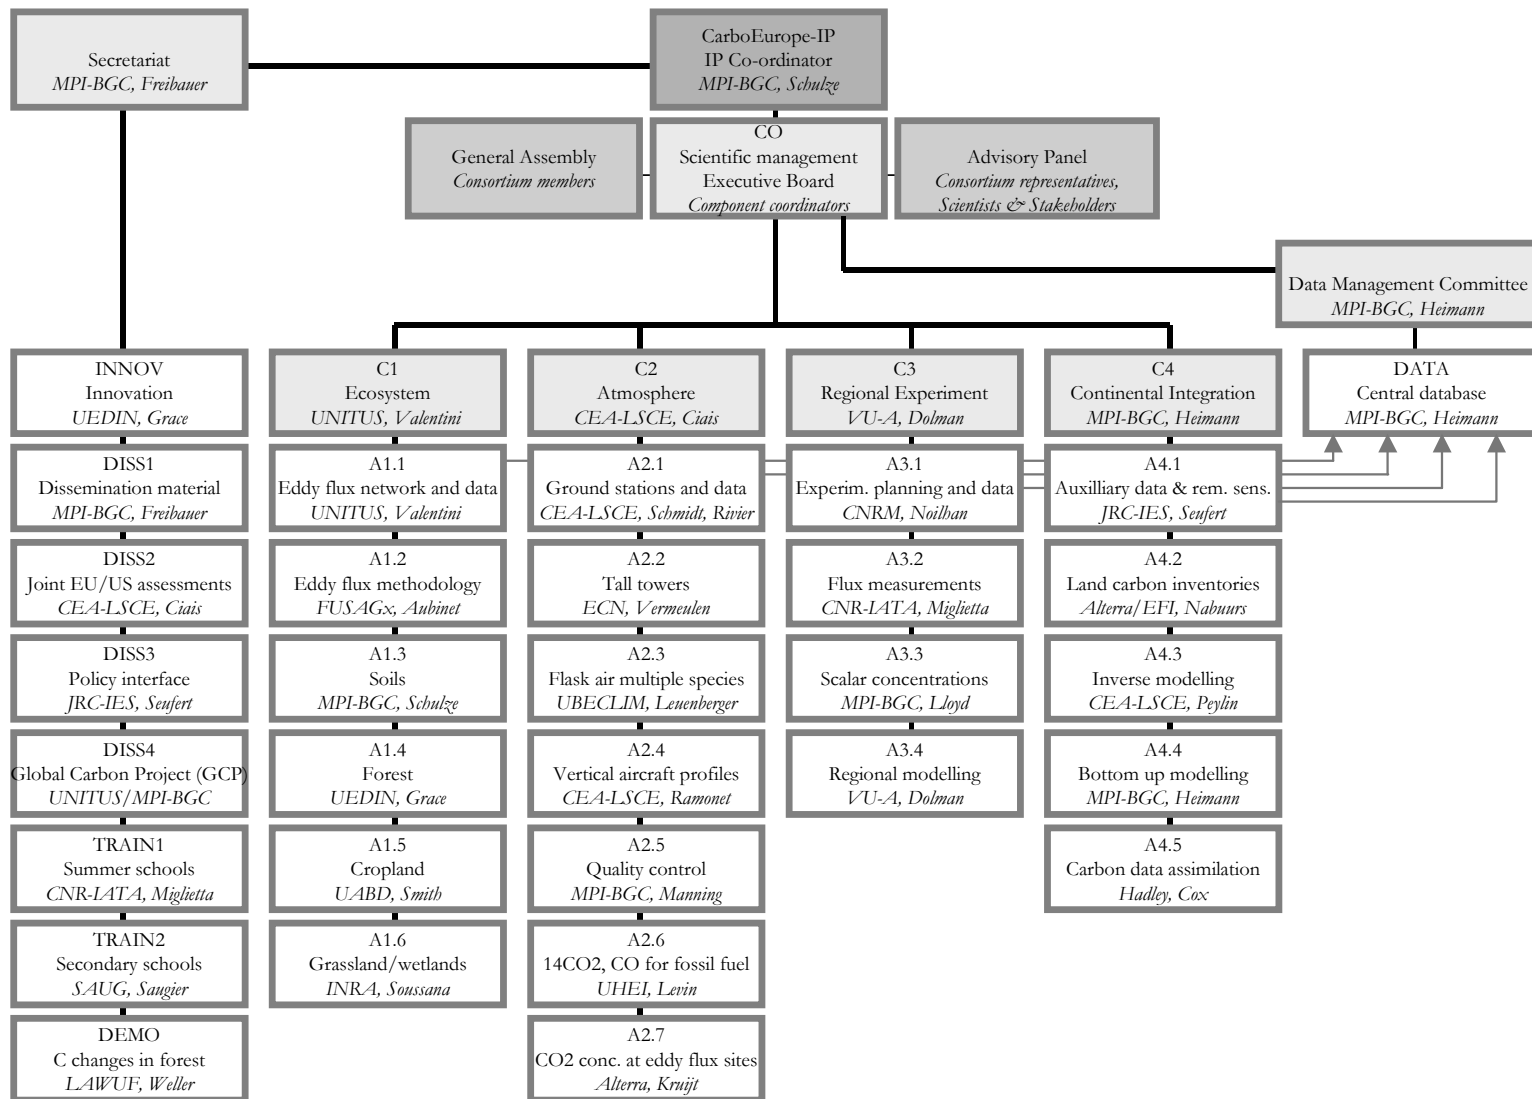 Secretariat
MPI-BGC, Freibauer
CarboEurope-IP
IP Co-ordinator
MPI-BGC, Schulze
General Assembly
Consortium members
CO
Scientific management
Executive Board
Component coordinators
Advisory Panel
Consortium representatives,
Scientists & Stakeholders
Data Management Committee
MPI-BGC, Heimann
INNOV
Innovation
UEDIN, Grace
DISS1
Dissemination material
MPI-BGC, Freibauer
DISS2
Joint EU/US assessments
CEA-LSCE, Ciais
DISS3
Policy interface
JRC-IES, Seufert
DISS4
Global Carbon Project (GCP)
UNITUS/MPI-BGC
TRAIN1
Summer schools
CNR-IATA, Miglietta
TRAIN2
Secondary schools
SAUG, Saugier
DEMO
C changes in forest
LAWUF, Weller
C1
Ecosystem
UNITUS, Valentini
A1.1
Eddy flux network and data
UNITUS, Valentini
A1.2
Eddy flux methodology
FUSAGx, Aubinet
A1.3
Soils
MPI-BGC, Schulze
A1.4
Forest
UEDIN, Grace
A1.5
Cropland
UABD, Smith
A1.6
Grassland/wetlands
INRA, Soussana
C2
Atmosphere
CEA-LSCE, Ciais
A2.1
Ground stations and data
CEA-LSCE, Schmidt, Rivier
A2.2
Tall towers
ECN, Vermeulen
A2.3
Flask air multiple species
UBECLIM, Leuenberger
A2.4
Vertical aircraft profiles
CEA-LSCE, Ramonet
A2.5
Quality control
MPI-BGC, Manning
A2.6
14CO2, CO for fossil fuel
UHEI, Levin
A2.7
CO2 conc. at eddy flux sites
Alterra, Kruijt
C3
Regional Experiment
VU-A, Dolman
A3.1
Experim. planning and data
CNRM, Noilhan
A3.2
Flux measurements
CNR-IATA, Miglietta
A3.3
Scalar concentrations
MPI-BGC, Lloyd
A3.4
Regional modelling
VU-A, Dolman
C4
Continental Integration
MPI-BGC, Heimann
A4.1
Auxilliary data & rem. sens.
JRC-IES, Seufert
A4.2
Land carbon inventories
Alterra/EFI, Nabuurs
A4.3
Inverse modelling
CEA-LSCE, Peylin
A4.4
Bottom up modelling
MPI-BGC, Heimann
A4.5
Carbon data assimilation
Hadley, Cox
DATA
Central database
MPI-BGC, Heimann